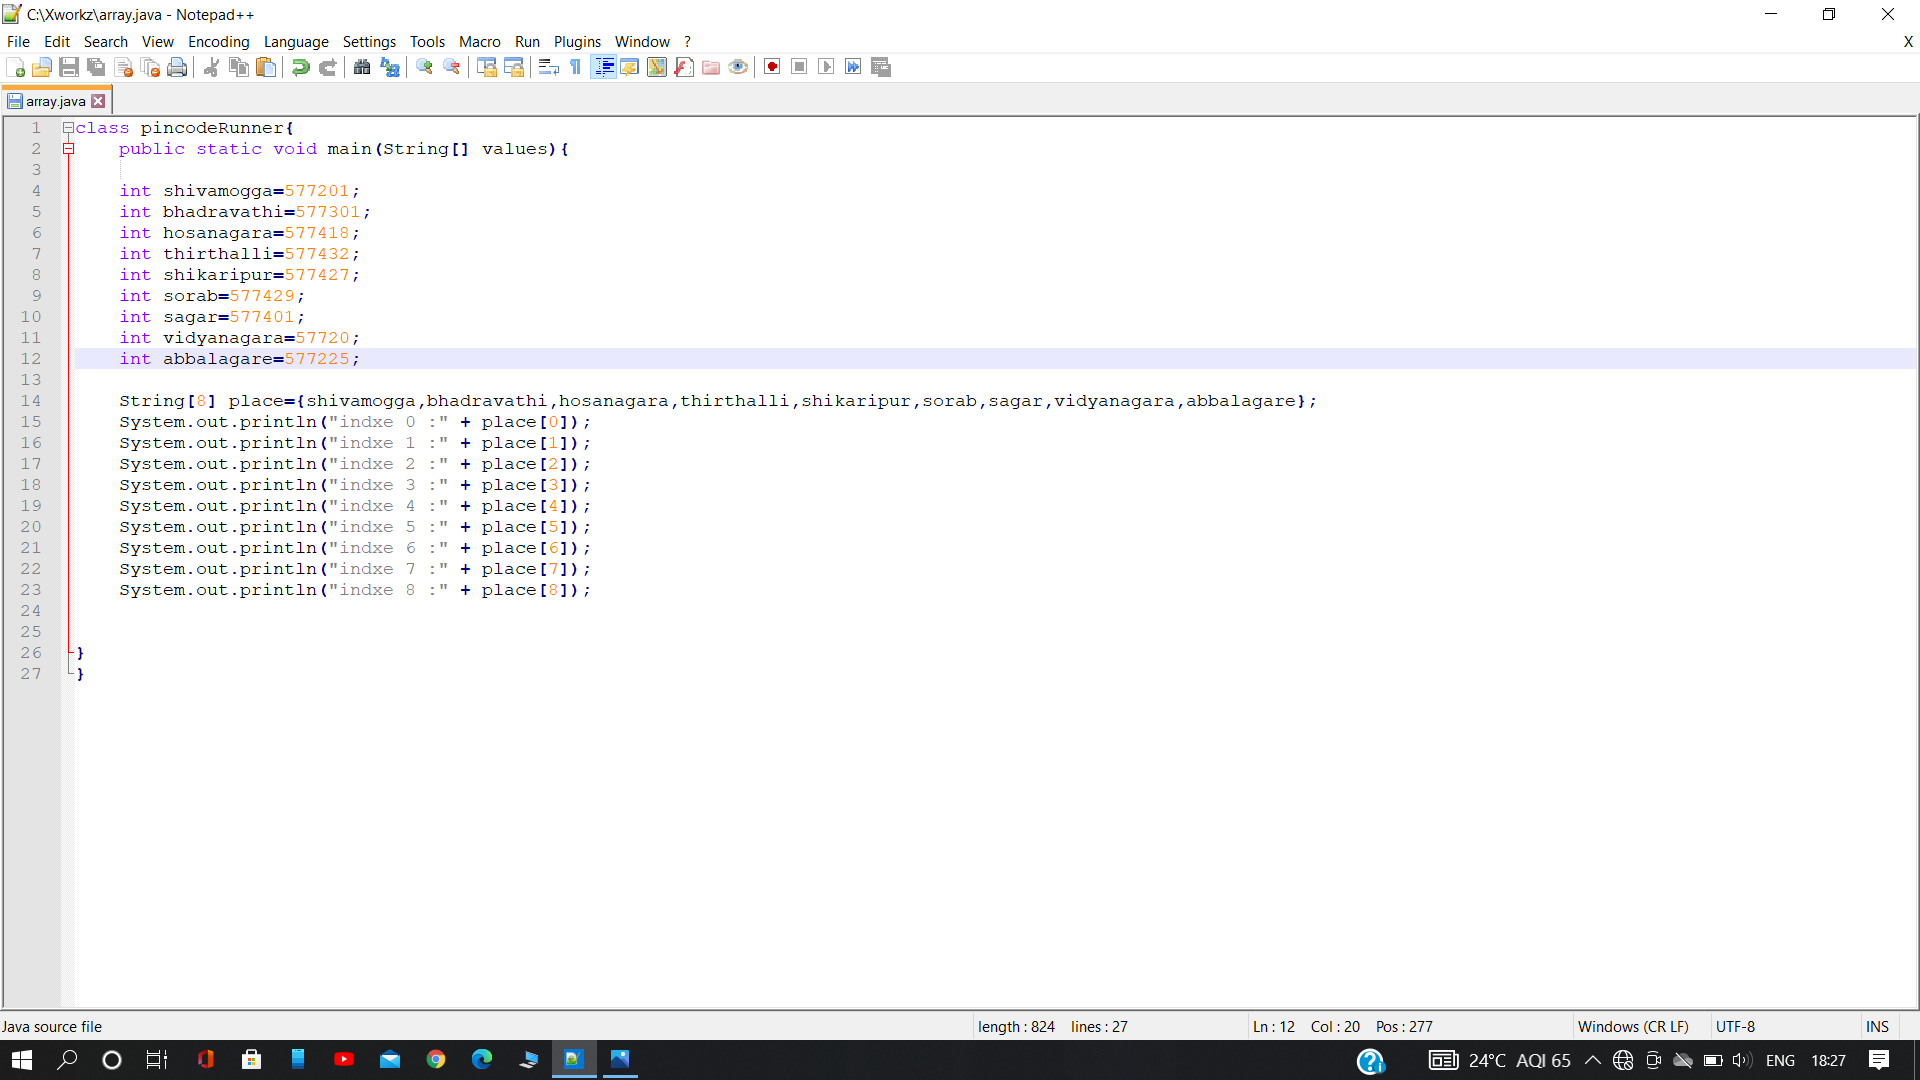 C:\Xworkz\array.java - Notepad++
File Edit Search View Encoding Language Settings Tools Macro Run Plugins Window ? X
array.java
1 class pincodeRunner{
2 public static void main(String[] values){
3
4 int shivamogga=577201;
5 int bhadravathi=577301;
6 int hosanagara=577418;
7 int thirthalli=577432;
8 int shikaripur=577427;
9 int sorab=577429;
10 int sagar=577401;
11 int vidyanagara=57720;
12 int abbalagare=577225;
13
14 String[8] place={shivamogga,bhadravathi,hosanagara,thirthalli,shikaripur,sorab,sagar,vidyanagara,abbalagare};
15 System.out.println("indxe 0 :" + place[0]);
16 System.out.println("indxe 1 :" + place[1]);
17 System.out.println("indxe 2 :" + place[2]);
18 System.out.println("indxe 3 :" + place[3]);
19 System.out.println("indxe 4 :" + place[4]);
20 System.out.println("indxe 5 :" + place[5]);
21 System.out.println("indxe 6 :" + place[6]);
22 System.out.println("indxe 7 :" + place[7]);
23 System.out.println("indxe 8 :" + place[8]);
24
25
26 }
27 }
Java source file length : 824 lines : 27 Ln : 12 Col : 20 Pos : 277 Windows (CR LF) UTF-8 INS
24°C AQI 65 ENG 18:27